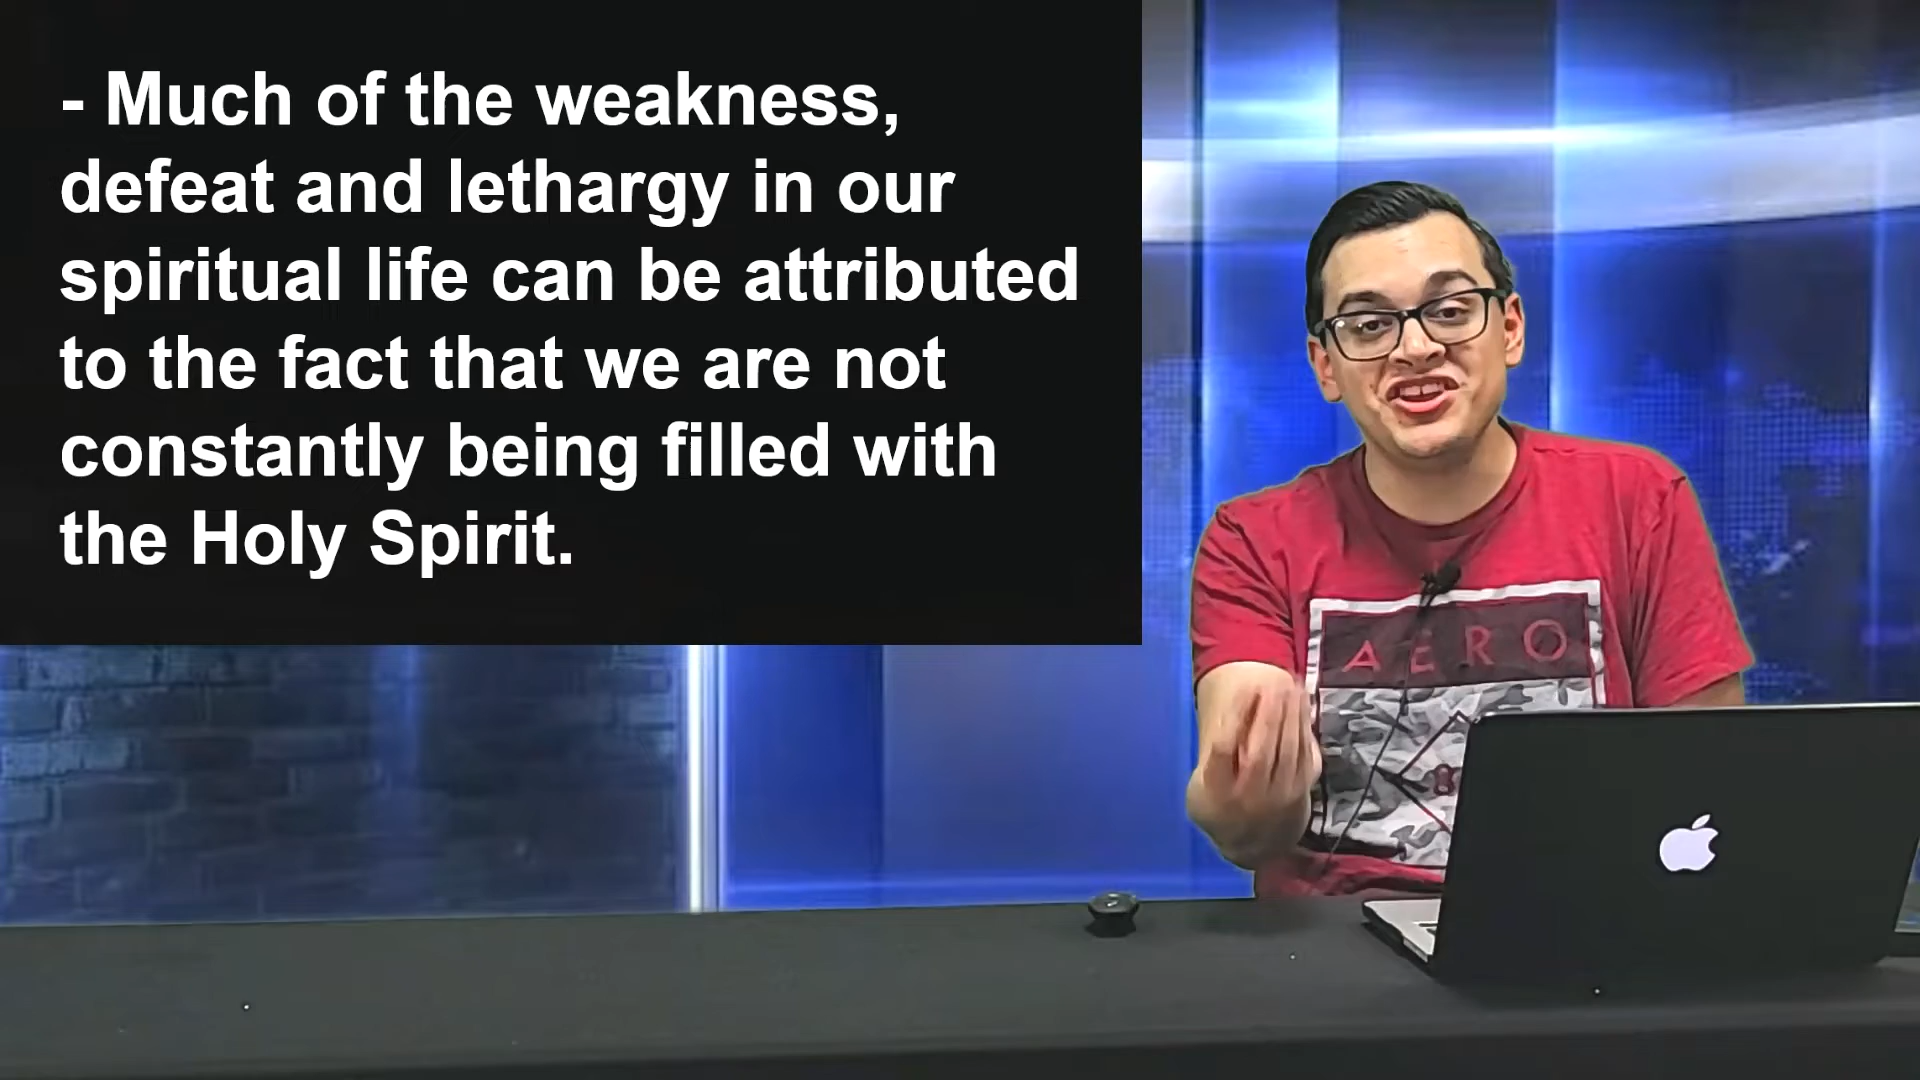 - Much of the weakness,
defeat and lethargy in our
spiritual life can be attributed
to the fact that we are not
constantly being filled with
the Holy Spirit.
AERO
8